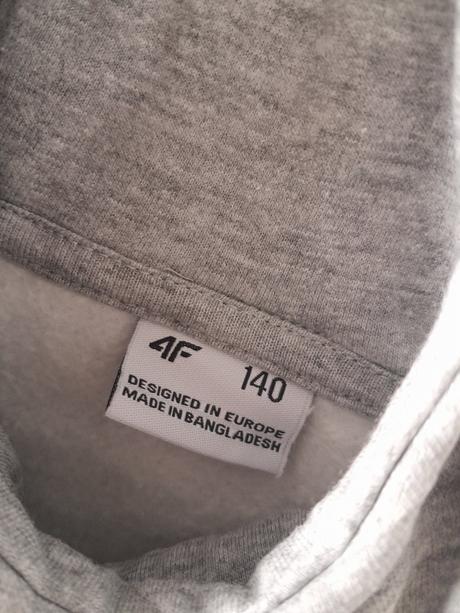 4F
140
DESIGNED IN EUROPE
MADE IN BANGLADESH